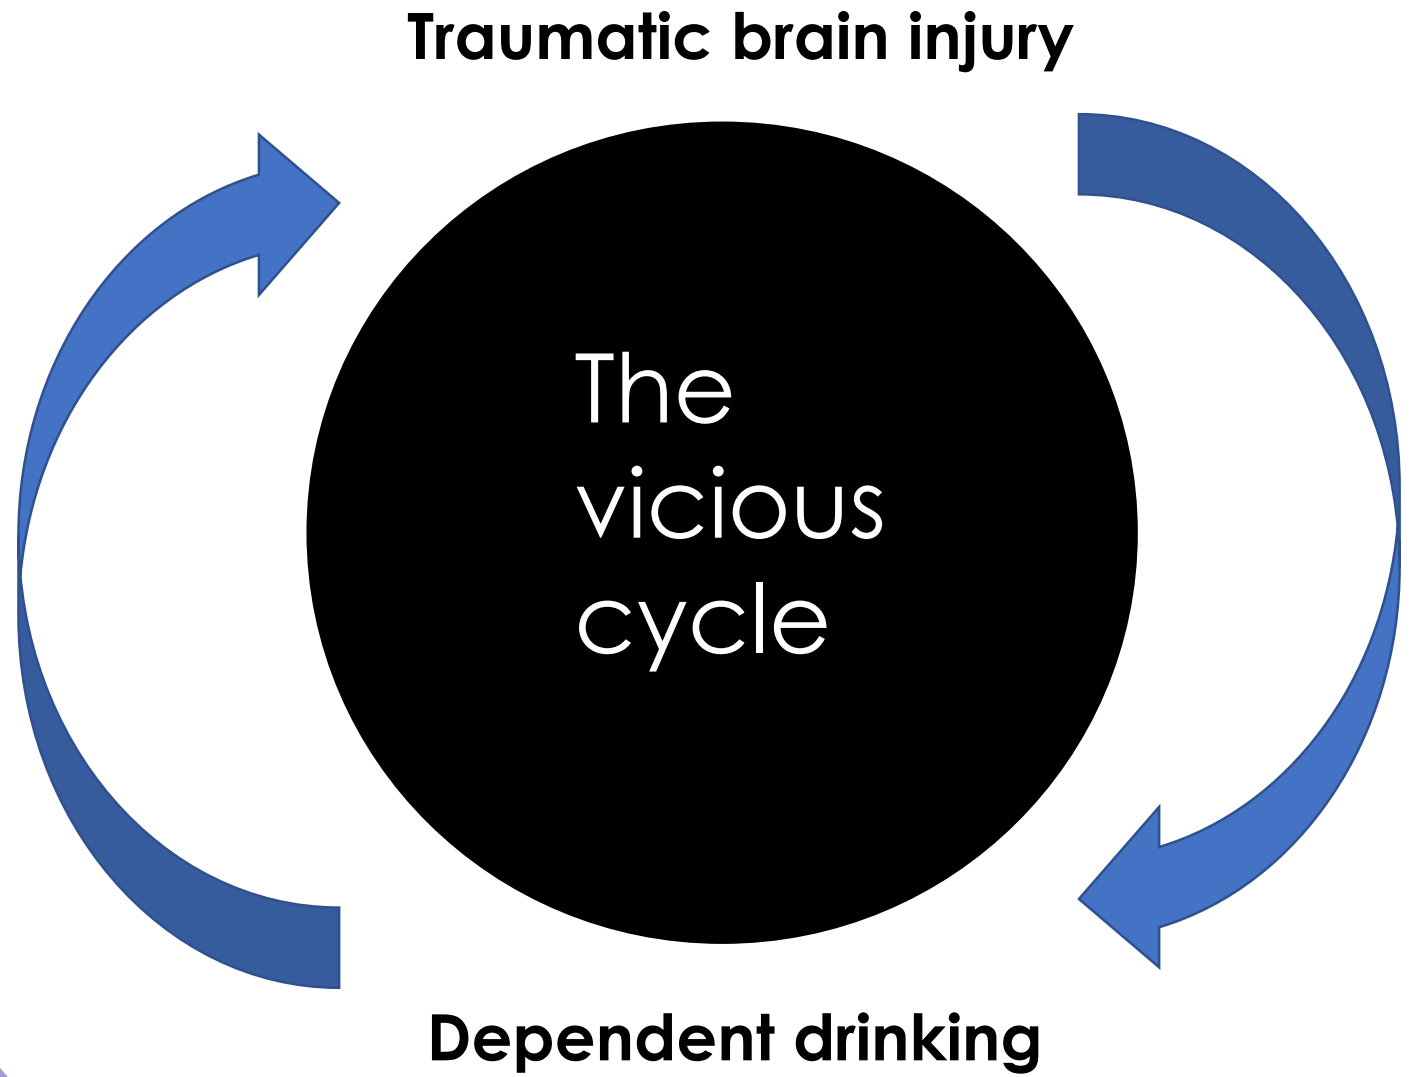 Traumatic brain injury
The
vicious
cycle
Dependent drinking